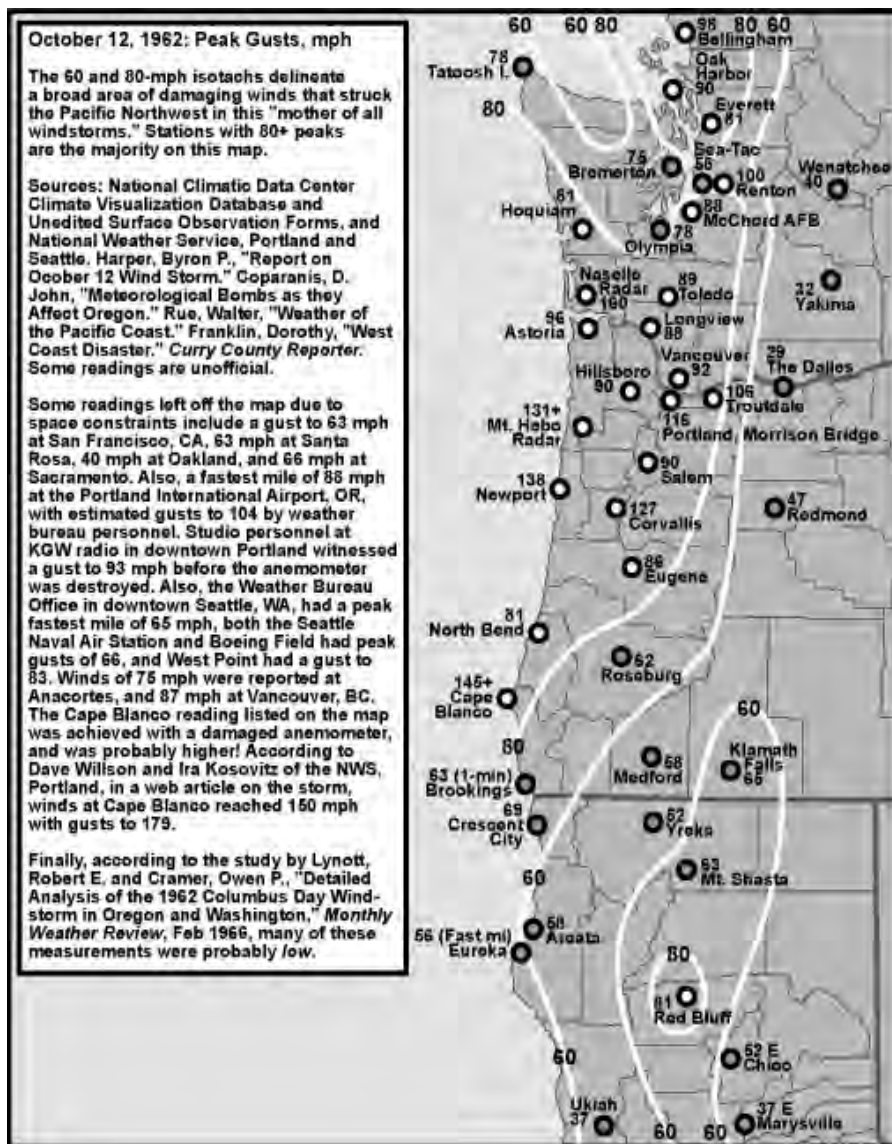 October 12, 1962: Peak Gusts, mph
The 60 and 80-mph isotachs delineate
a broad area of damaging winds that struck
the Pacific Northwest in this "mother of all
windstorms." Stations with 80+ peaks
are the majority on this map.
Sources: National Climatic Data Center
Climate Visualization Database and
Unedited Surface Observation Forms, and
National Weather Service, Portland and
Seattle. Harper, Byron P., "Report on
Ocober 12 Wind Storm." Coparanis, D.
John, "Meteorological Bombs as they
Affect Oregon." Rue, Walter, "Weather of
the Pacific Coast." Franklin, Dorothy, "West
Coast Disaster." Curry County Reporter.
Some readings are unofficial.
Some readings left off the map due to
space constraints include a gust to 63 mph
at San Francisco, CA, 63 mph at Santa
Rosa, 40 mph at Oakland, and 66 mph at
Sacramento. Also, a fastest mile of 88 mph
at the Portland International Airport, OR,
with estimated gusts to 104 by weather
bureau personnel. Studio personnel at
KGW radio in downtown Portland witnessed
a gust to 93 mph before the anemometer
was destroyed. Also, the Weather Bureau
Office in downtown Seattle, WA, had a peak
fastest mile of 65 mph, both the Seattle
Naval Air Station and Boeing Field had peak
gusts of 66, and West Point had a gust to
83. Winds of 75 mph were reported at
Anacortes, and 87 mph at Vancouver, BC.
The Cape Blanco reading listed on the map
was achieved with a damaged anemometer,
and was probably higher! According to
Dave Willson and Ira Kosovitz of the NWS,
Portland, in a web article on the storm,
winds at Cape Blanco reached 150 mph
with gusts to 179.
Finally, according to the study by Lynott,
Robert E. and Cramer, Owen P., "Detailed
Analysis of the 1962 Columbus Day Wind-
storm in Oregon and Washington," Monthly
Weather Review, Feb 1966, many of these
measurements were probably low.
60 60 80 80 60
98
Bellingham
78
Tatoosh I.
Oak
Harbor
90
80
Everett
81
Sea-Tac
Bremerton
100
Renton
Wenatchee
40
81
Hoquiam
88
McChord AFB
78
Olympia
Naselle
Radar
160
89
Toledo
32
Yakima
96
Astoria
Longview
88
Vancouver
92
29
The Dalles
Hillsboro
90
106
Troutdale
131+
Mt. Hebo
Radar
116
Portland, Morrison Bridge
90
Salem
138
Newport
127
Corvallis
47
Redmond
86
Eugene
81
North Bend
62
Roseburg
145+
Cape
Blanco
60
80
58
Medford
Klamath
Falls
63 (1-min)
Brookings
69
Crescent
City
Yreka
Mt. Shasta
60
Arcata
56 (Fast mi)
Eureka
80
81
Red Bluff
60
60
Chico
Ukiah
37
60
60
37 E
Marysville